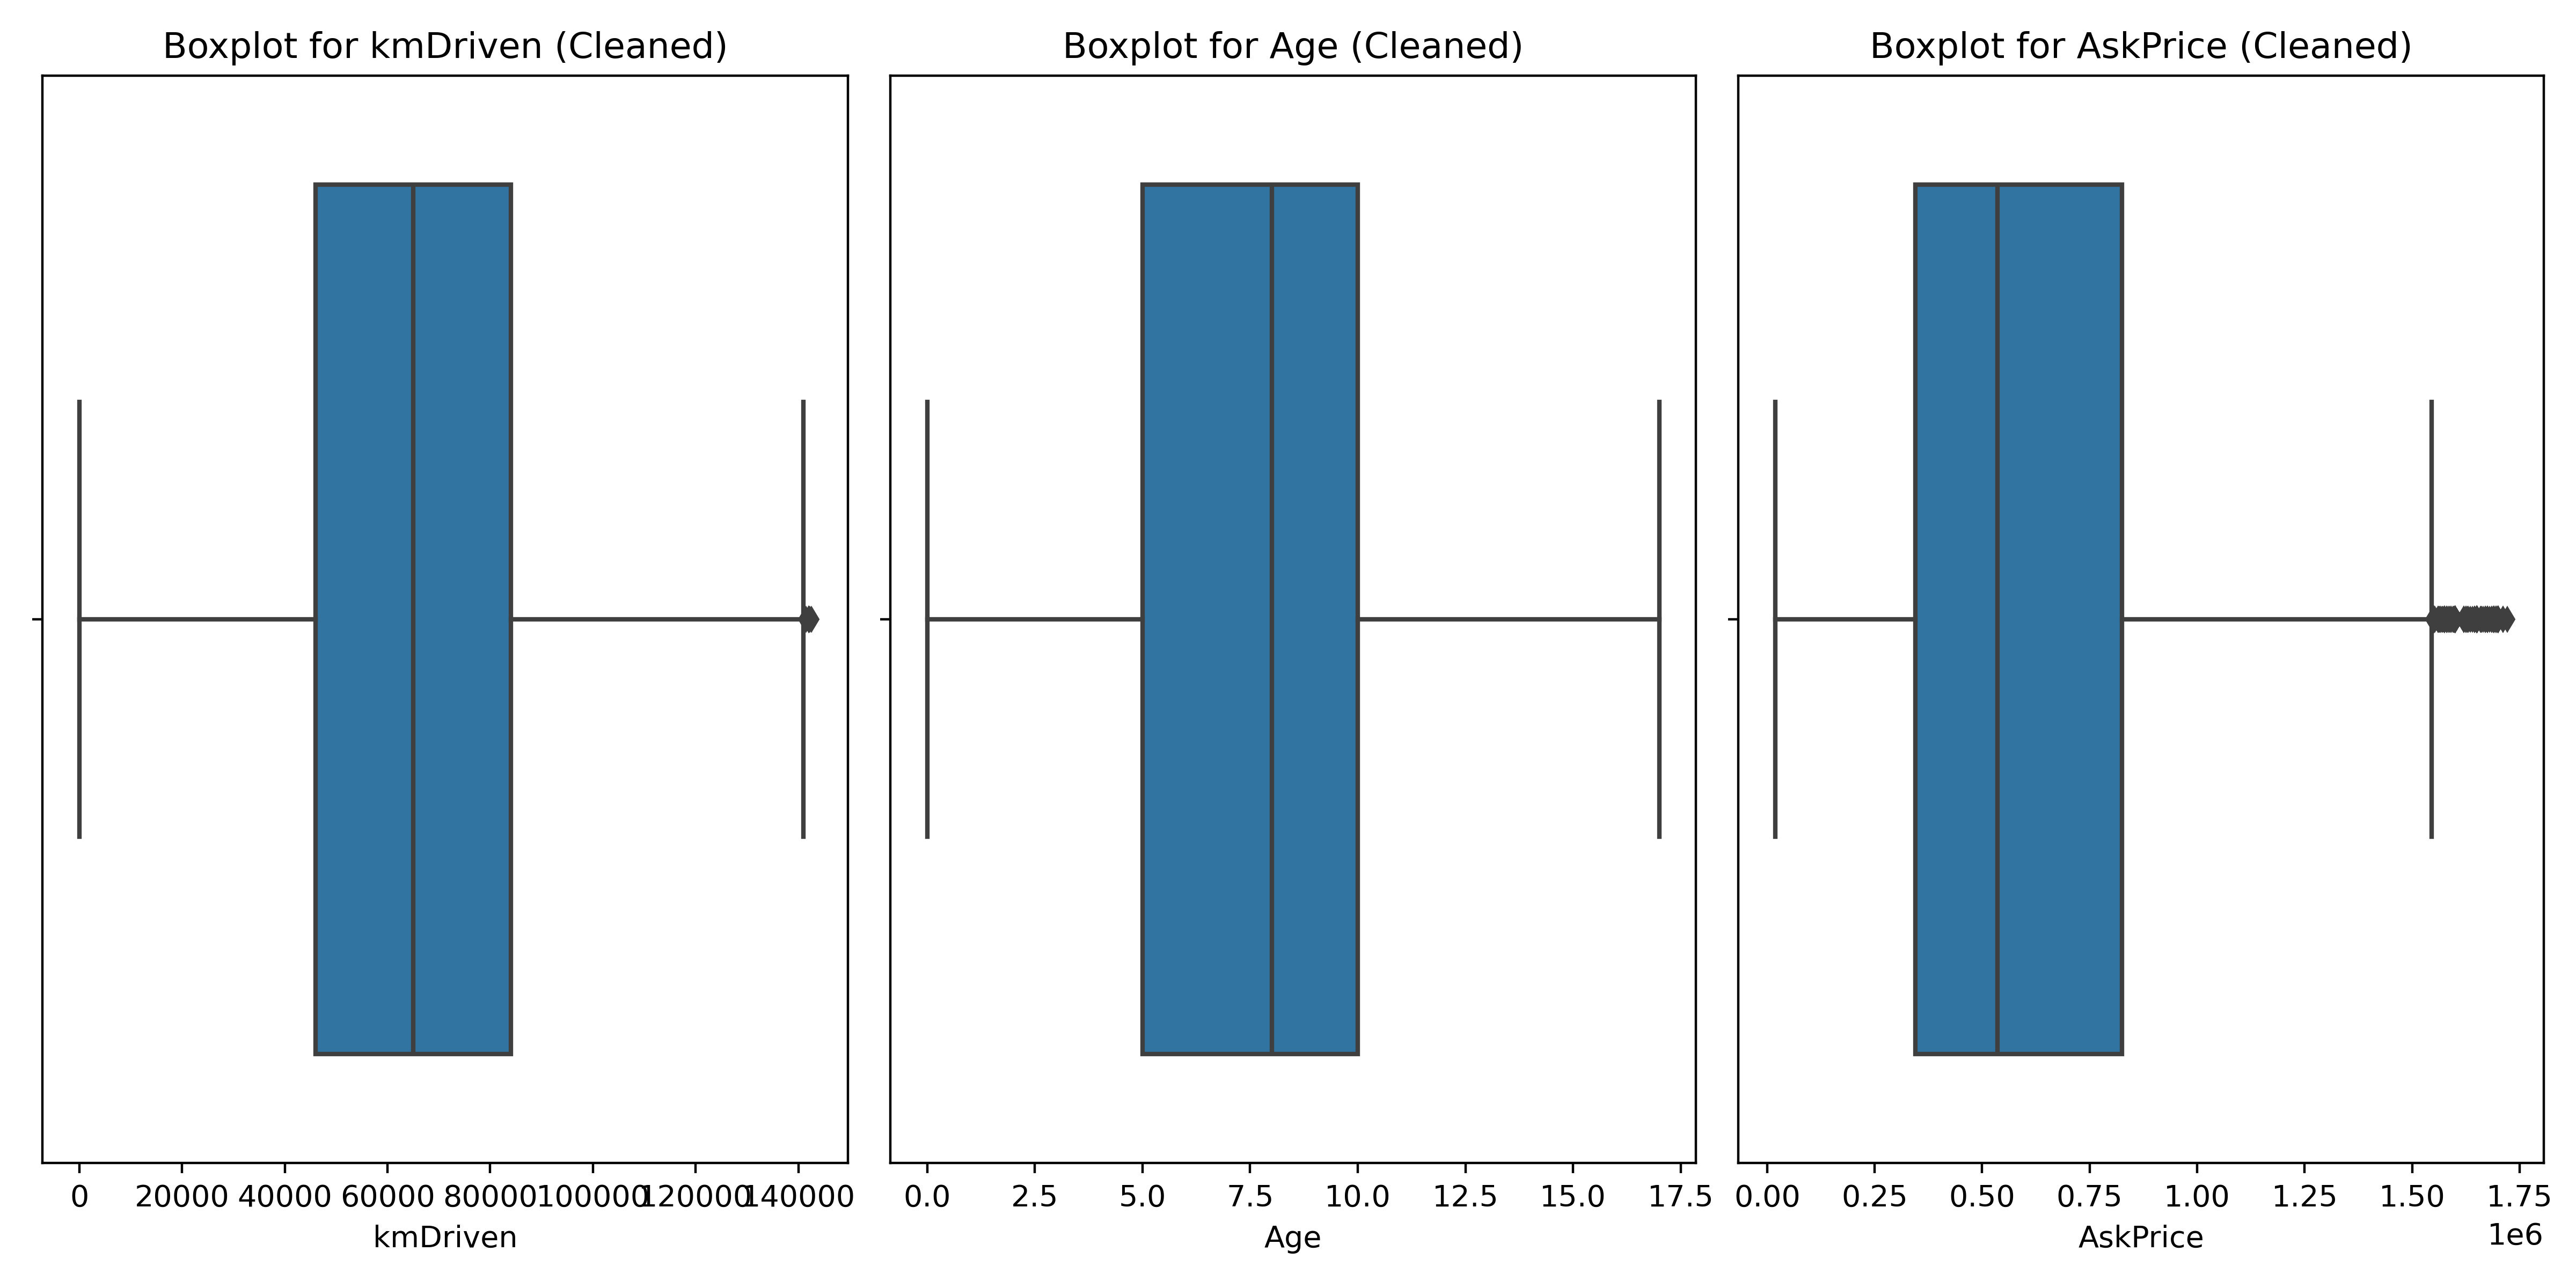 Boxplot for kmDriven (Cleaned)
0 20000 40000 60000 80000 100000 120000 140000
kmDriven
Boxplot for Age (Cleaned)
0.0 2.5 5.0 7.5 10.0 12.5 15.0 17.5
Age
Boxplot for AskPrice (Cleaned)
0.00 0.25 0.50 0.75 1.00 1.25 1.50 1.75
1e6
AskPrice